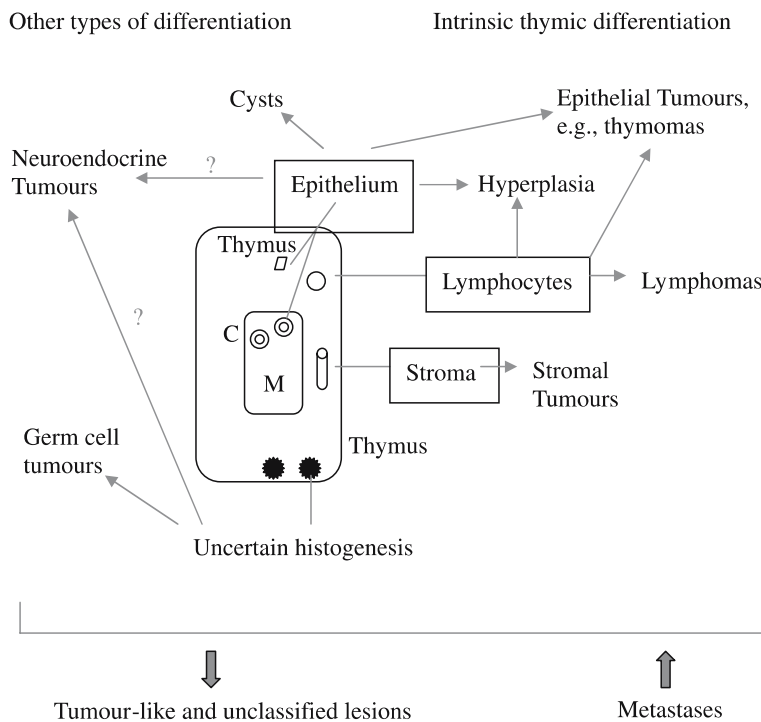 Other types of differentiation
Intrinsic thymic differentiation
Cysts
Epithelial Tumours,
e.g., thymomas
Neuroendocrine
Tumours
?
Epithelium
Hyperplasia
Thymus
Lymphocytes
Lymphomas
?
C
M
Stroma
Stromal
Tumours
Germ cell
tumours
Thymus
Uncertain histogenesis
Tumour-like and unclassified lesions
Metastases